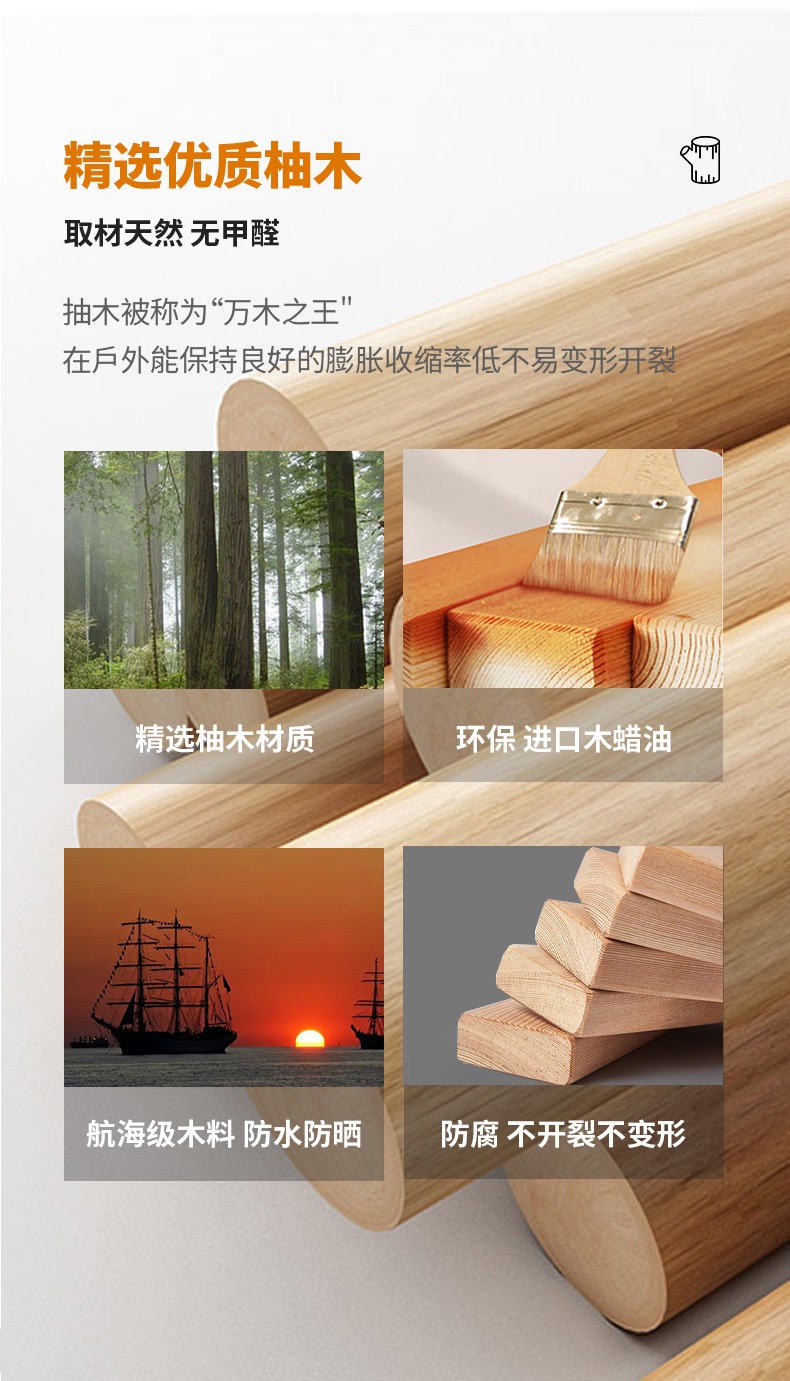 精选优质柚木
取材天然 无甲醛
抽木被称为“万木之王"
在戶外能保持良好的膨胀收缩率低不易变形开裂
精选柚木材质
环保 进口木蜡油
航海级木料 防水防晒
防腐 不开裂不变形